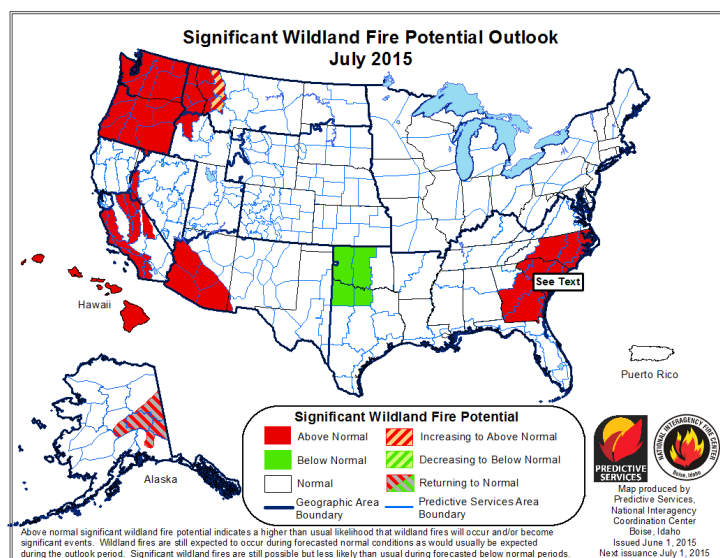 Significant Wildland Fire Potential Outlook
July 2015
See Text
Hawaii
Puerto Rico
Alaska
Significant Wildland Fire Potential
Above Normal
Increasing to Above Normal
Below Normal
Decreasing to Below Normal
Normal
Returning to Normal
Geographic Area
Boundary
Predictive Services Area
Boundary
PREDICTIVE
SERVICES
NATIONAL INTERAGENCY FIRE CENTER
Boise, Idaho
Map produced by
Predictive Services,
National Interagency
Coordination Center
Boise, Idaho
Issued June 1, 2015
Next issuance July 1, 2015
Above normal significant wildland fire potential indicates a higher than usual likelihood that wildland fires will occur and/or become
significant events. Wildland fires are still expected to occur during forecasted normal conditions as would usually be expected
during the outlook period. Significant wildland fires are still possible but less likely than usual during forecasted below normal periods.